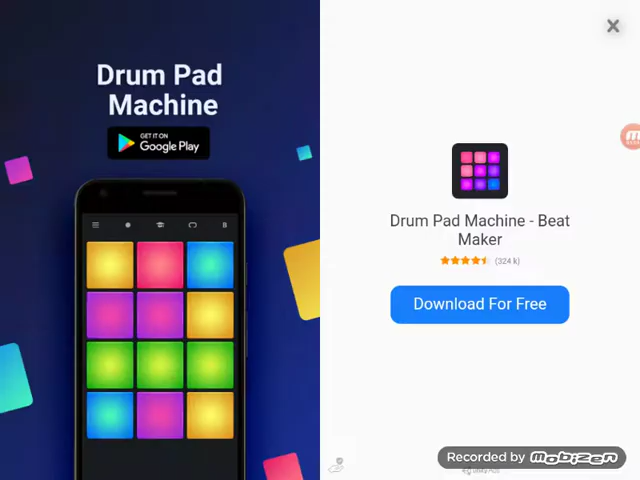 Drum Pad
Machine
GET IT ON
Google Play
B
Drum Pad Machine - Beat
Maker
(324 k)
Download For Free
Recorded by MOBIZEN